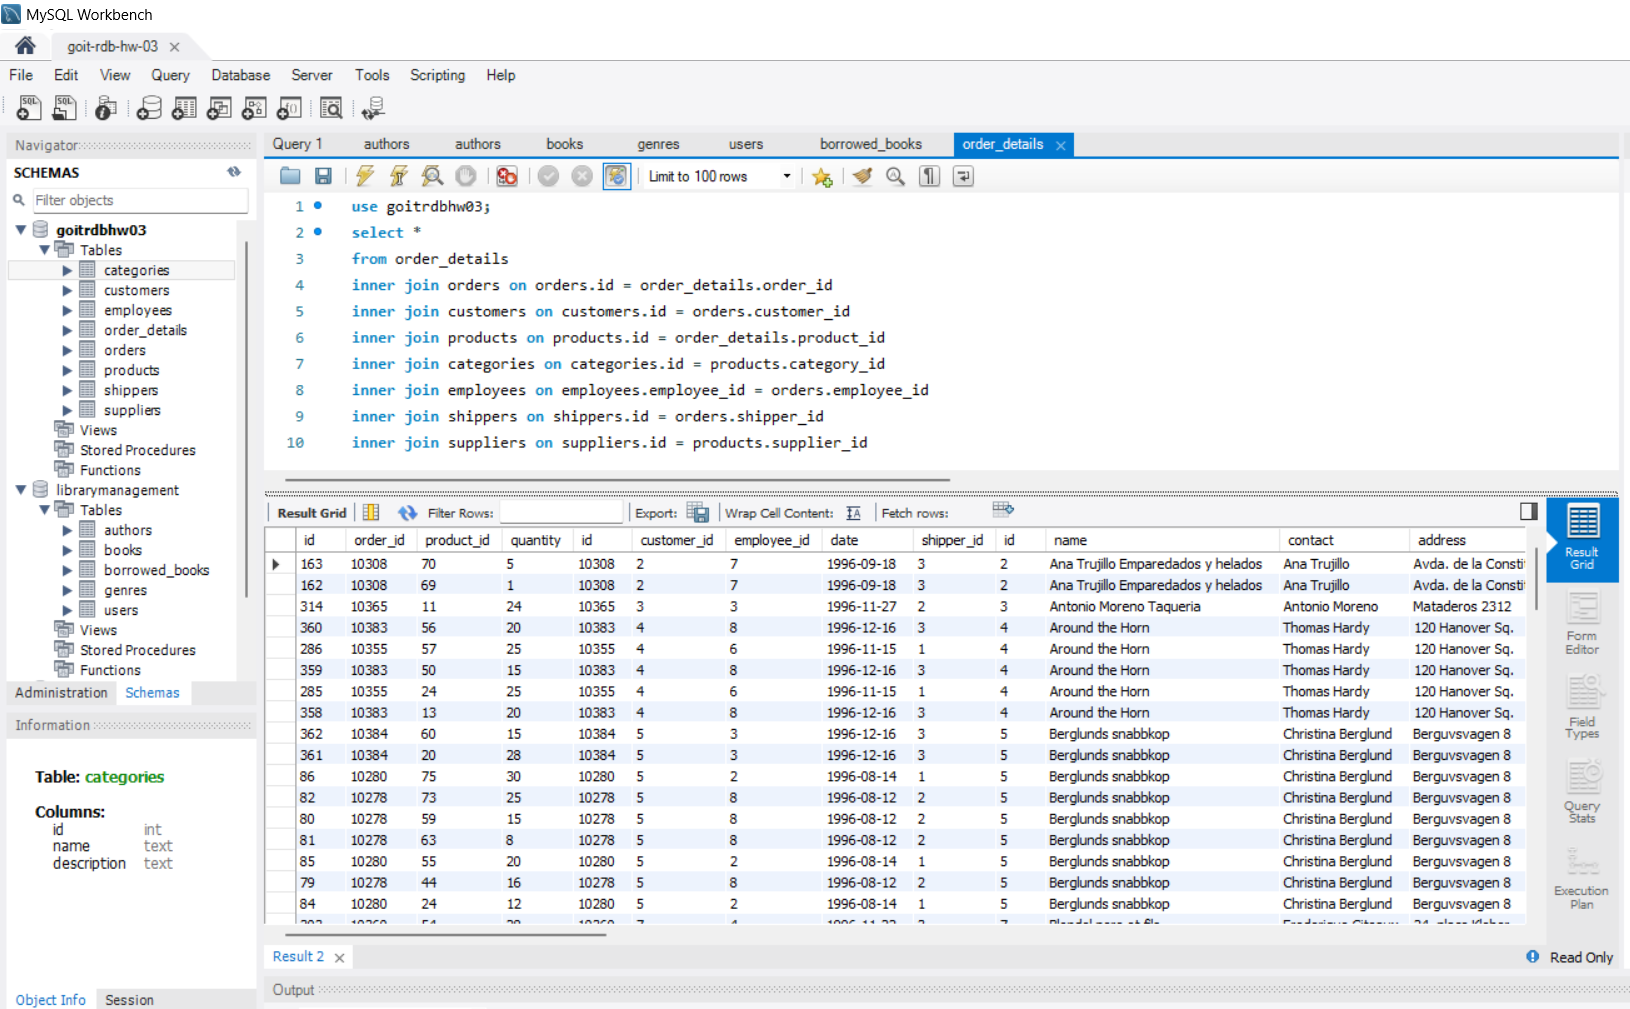 MySQL Workbench
goit-rdb-hw-03
File Edit View Query Database Server Tools Scripting Help
Navigator
SCHEMAS
Filter objects
goitrdbhw03
Tables
categories
customers
employees
order_details
orders
products
shippers
suppliers
Views
Stored Procedures
Functions
librarymanagement
Tables
authors
books
borrowed_books
genres
users
Views
Stored Procedures
Functions
Administration Schemas
Information
Table: categories
Columns:
id int
name text
description text
Object Info Session
Query 1 authors authors books genres users borrowed_books order_details
Limit to 100 rows
1 use goitrdbhw03;
2 select *
3 from order_details
4 inner join orders on orders.id = order_details.order_id
5 inner join customers on customers.id = orders.customer_id
6 inner join products on products.id = order_details.product_id
7 inner join categories on categories.id = products.category_id
8 inner join employees on employees.employee_id = orders.employee_id
9 inner join shippers on shippers.id = orders.shipper_id
10 inner join suppliers on suppliers.id = products.supplier_id
Result Grid Filter Rows: Export: Wrap Cell Content: Fetch rows:
id order_id product_id quantity id customer_id employee_id date shipper_id id name contact address
163 10308 70 5 10308 2 7 1996-09-18 3 2 Ana Trujillo Emparedados y helados Ana Trujillo Avda. de la Constit
162 10308 69 1 10308 2 7 1996-09-18 3 2 Ana Trujillo Emparedados y helados Ana Trujillo Avda. de la Constit
314 10365 11 24 10365 3 3 1996-11-27 2 3 Antonio Moreno Taqueria Antonio Moreno Mataderos 2312
360 10383 56 20 10383 4 8 1996-12-16 3 4 Around the Horn Thomas Hardy 120 Hanover Sq.
286 10355 57 25 10355 4 6 1996-11-15 1 4 Around the Horn Thomas Hardy 120 Hanover Sq.
359 10383 50 15 10383 4 8 1996-12-16 3 4 Around the Horn Thomas Hardy 120 Hanover Sq.
285 10355 24 25 10355 4 6 1996-11-15 1 4 Around the Horn Thomas Hardy 120 Hanover Sq.
358 10383 13 20 10383 4 8 1996-12-16 3 4 Around the Horn Thomas Hardy 120 Hanover Sq.
362 10384 60 15 10384 5 3 1996-12-16 3 5 Berglunds snabbkop Christina Berglund Berguvsvagen 8
361 10384 20 28 10384 5 3 1996-12-16 3 5 Berglunds snabbkop Christina Berglund Berguvsvagen 8
86 10280 75 30 10280 5 2 1996-08-14 1 5 Berglunds snabbkop Christina Berglund Berguvsvagen 8
82 10278 73 25 10278 5 8 1996-08-12 2 5 Berglunds snabbkop Christina Berglund Berguvsvagen 8
80 10278 59 15 10278 5 8 1996-08-12 2 5 Berglunds snabbkop Christina Berglund Berguvsvagen 8
81 10278 63 8 10278 5 8 1996-08-12 2 5 Berglunds snabbkop Christina Berglund Berguvsvagen 8
85 10280 55 20 10280 5 2 1996-08-14 1 5 Berglunds snabbkop Christina Berglund Berguvsvagen 8
79 10278 44 16 10278 5 8 1996-08-12 2 5 Berglunds snabbkop Christina Berglund Berguvsvagen 8
84 10280 24 12 10280 5 2 1996-08-14 1 5 Berglunds snabbkop Christina Berglund Berguvsvagen 8
Result
Grid
Form
Editor
Field
Types
Query
Stats
Execution
Plan
Result 2
Read Only
Output